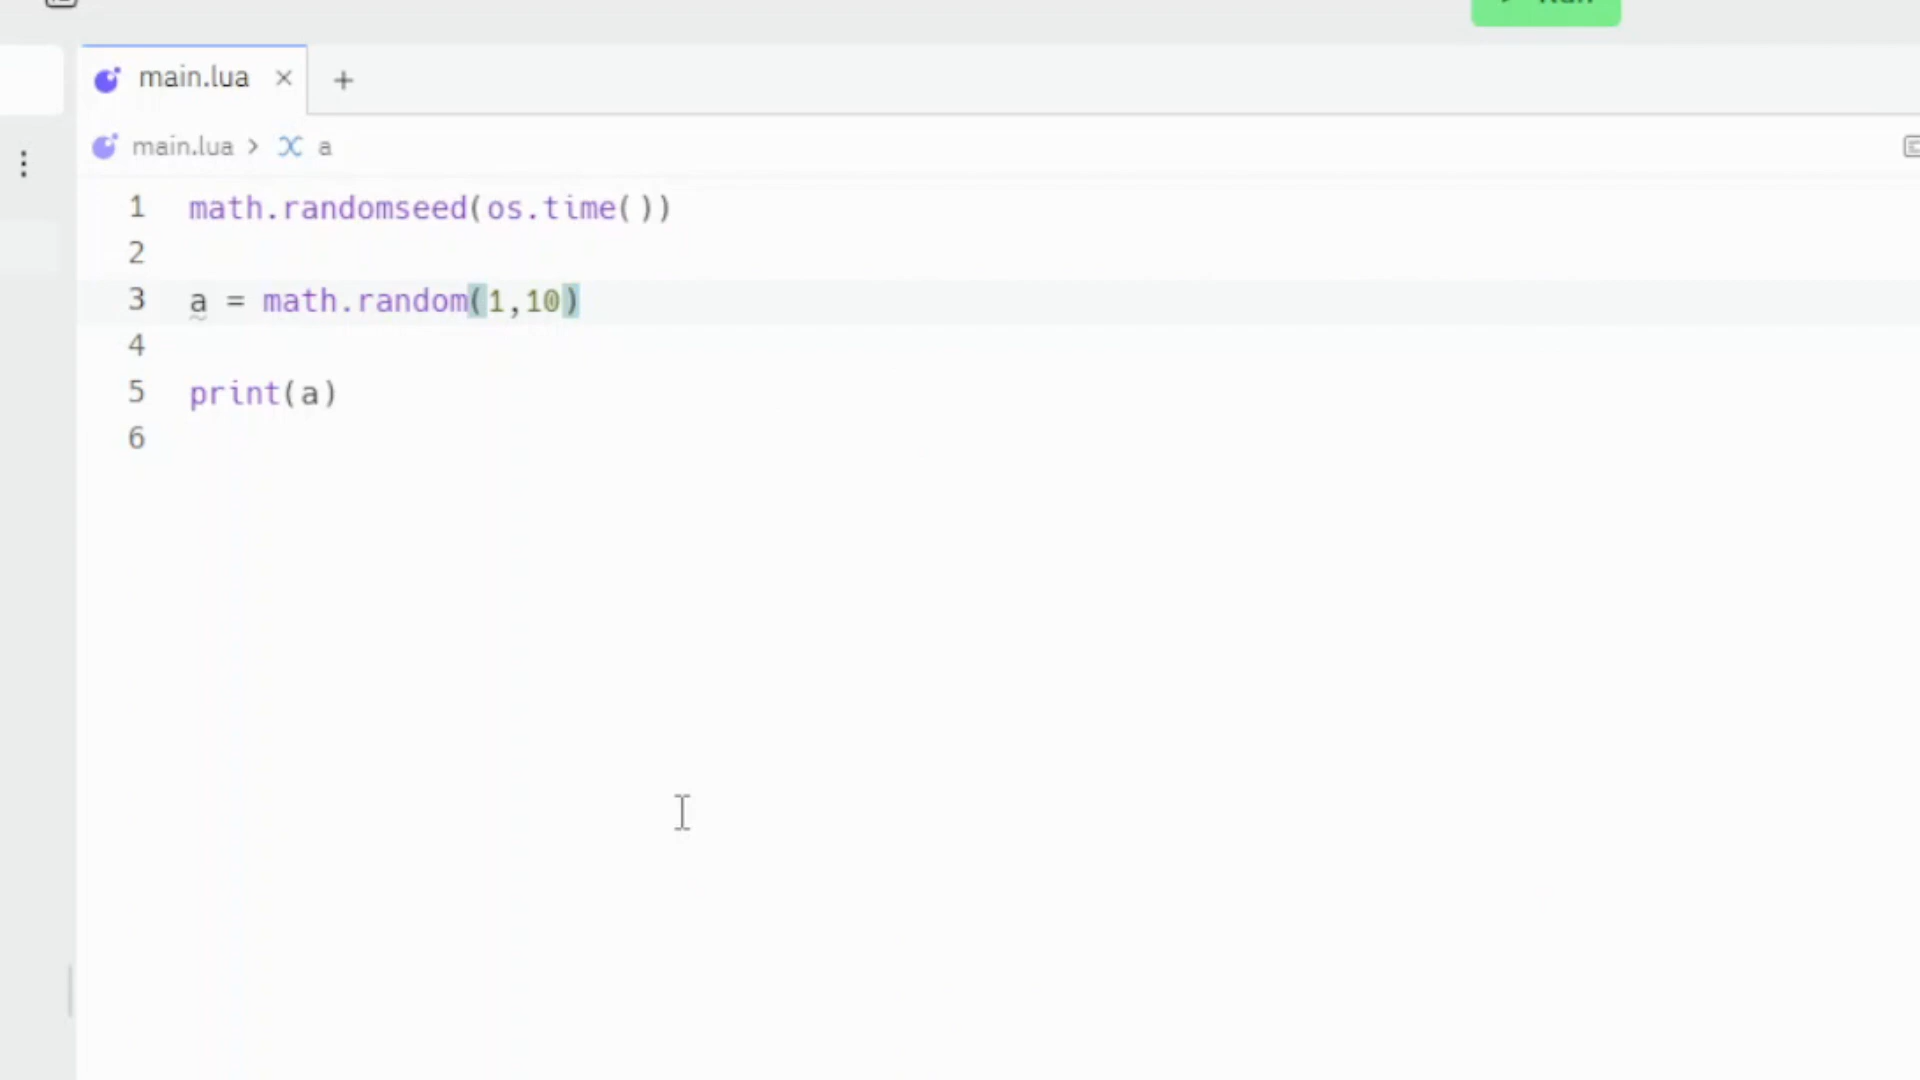 main.lua × +
main.lua > a
1 math.randomseed(os.time())
2
3 a = math.random(1,10)
4
5 print(a)
6